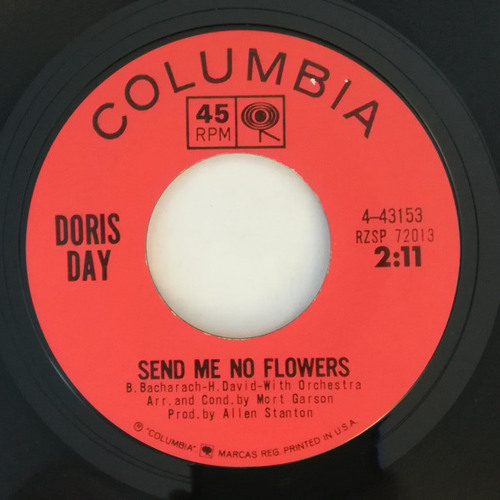 COLUMBIA
45
RPM
DORIS
DAY
4-43153
RZSP 72013
2:11
SEND ME NO FLOWERS
B. Bacharach-H. David-With Orchestra
Arr. and Cond. by Mort Garson
Prod. by Allen Stanton
℗ "COLUMBIA" MARCAS REG. PRINTED IN U.S.A.